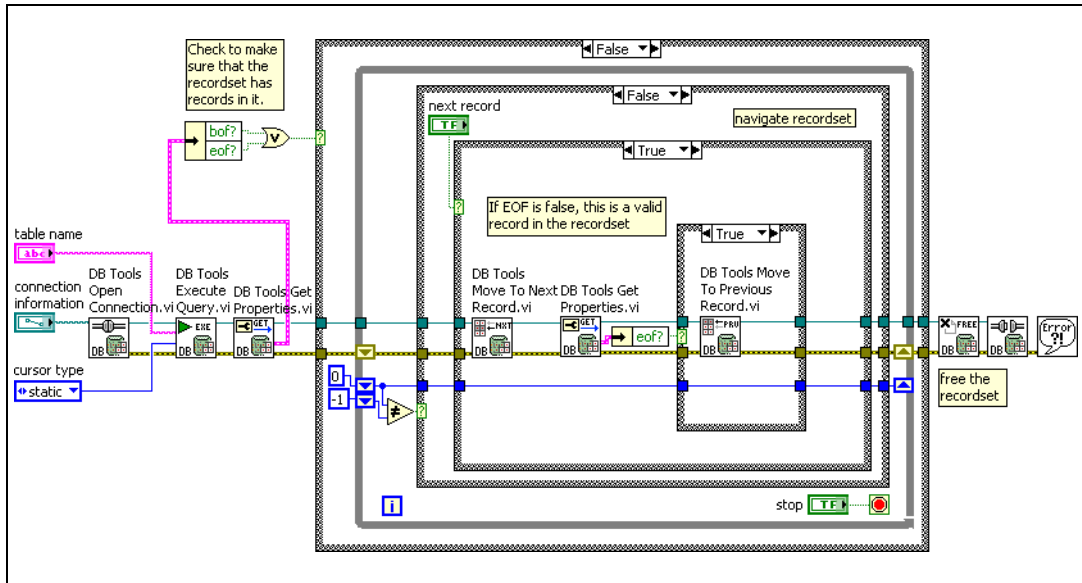 Check to make
sure that the
recordset has
records in it.
False
False
next record
TF
navigate recordset
bof?
eof?
V
?
True
?
If EOF is false, this is a valid
record in the recordset
True
table name
abc
connection
information
DB Tools
Open
Connection.vi
DB Tools
Execute
Query.vi
DB Tools Get
Properties.vi
DB Tools
Move To Next
Record.vi
DB Tools Get
Properties.vi
DB Tools Move
To Previous
Record.vi
DB
EXE
DB
GET
DB
NXT
DB
GET
DB
eof?
?
PRV
DB
FREE
DB
DB
Error
?!
cursor type
static
0
-1
≠
?
free the
recordset
i
stop
TF